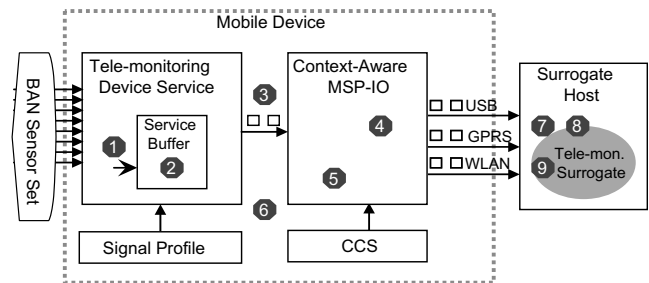 Mobile Device
BAN Sensor Set
Tele-monitoring
Device Service
1
Service
Buffer
2
3
6
Signal Profile
Context-Aware
MSP-IO
4
5
CCS
USB
GPRS
WLAN
Surrogate
Host
7 8
9
Tele-mon.
Surrogate